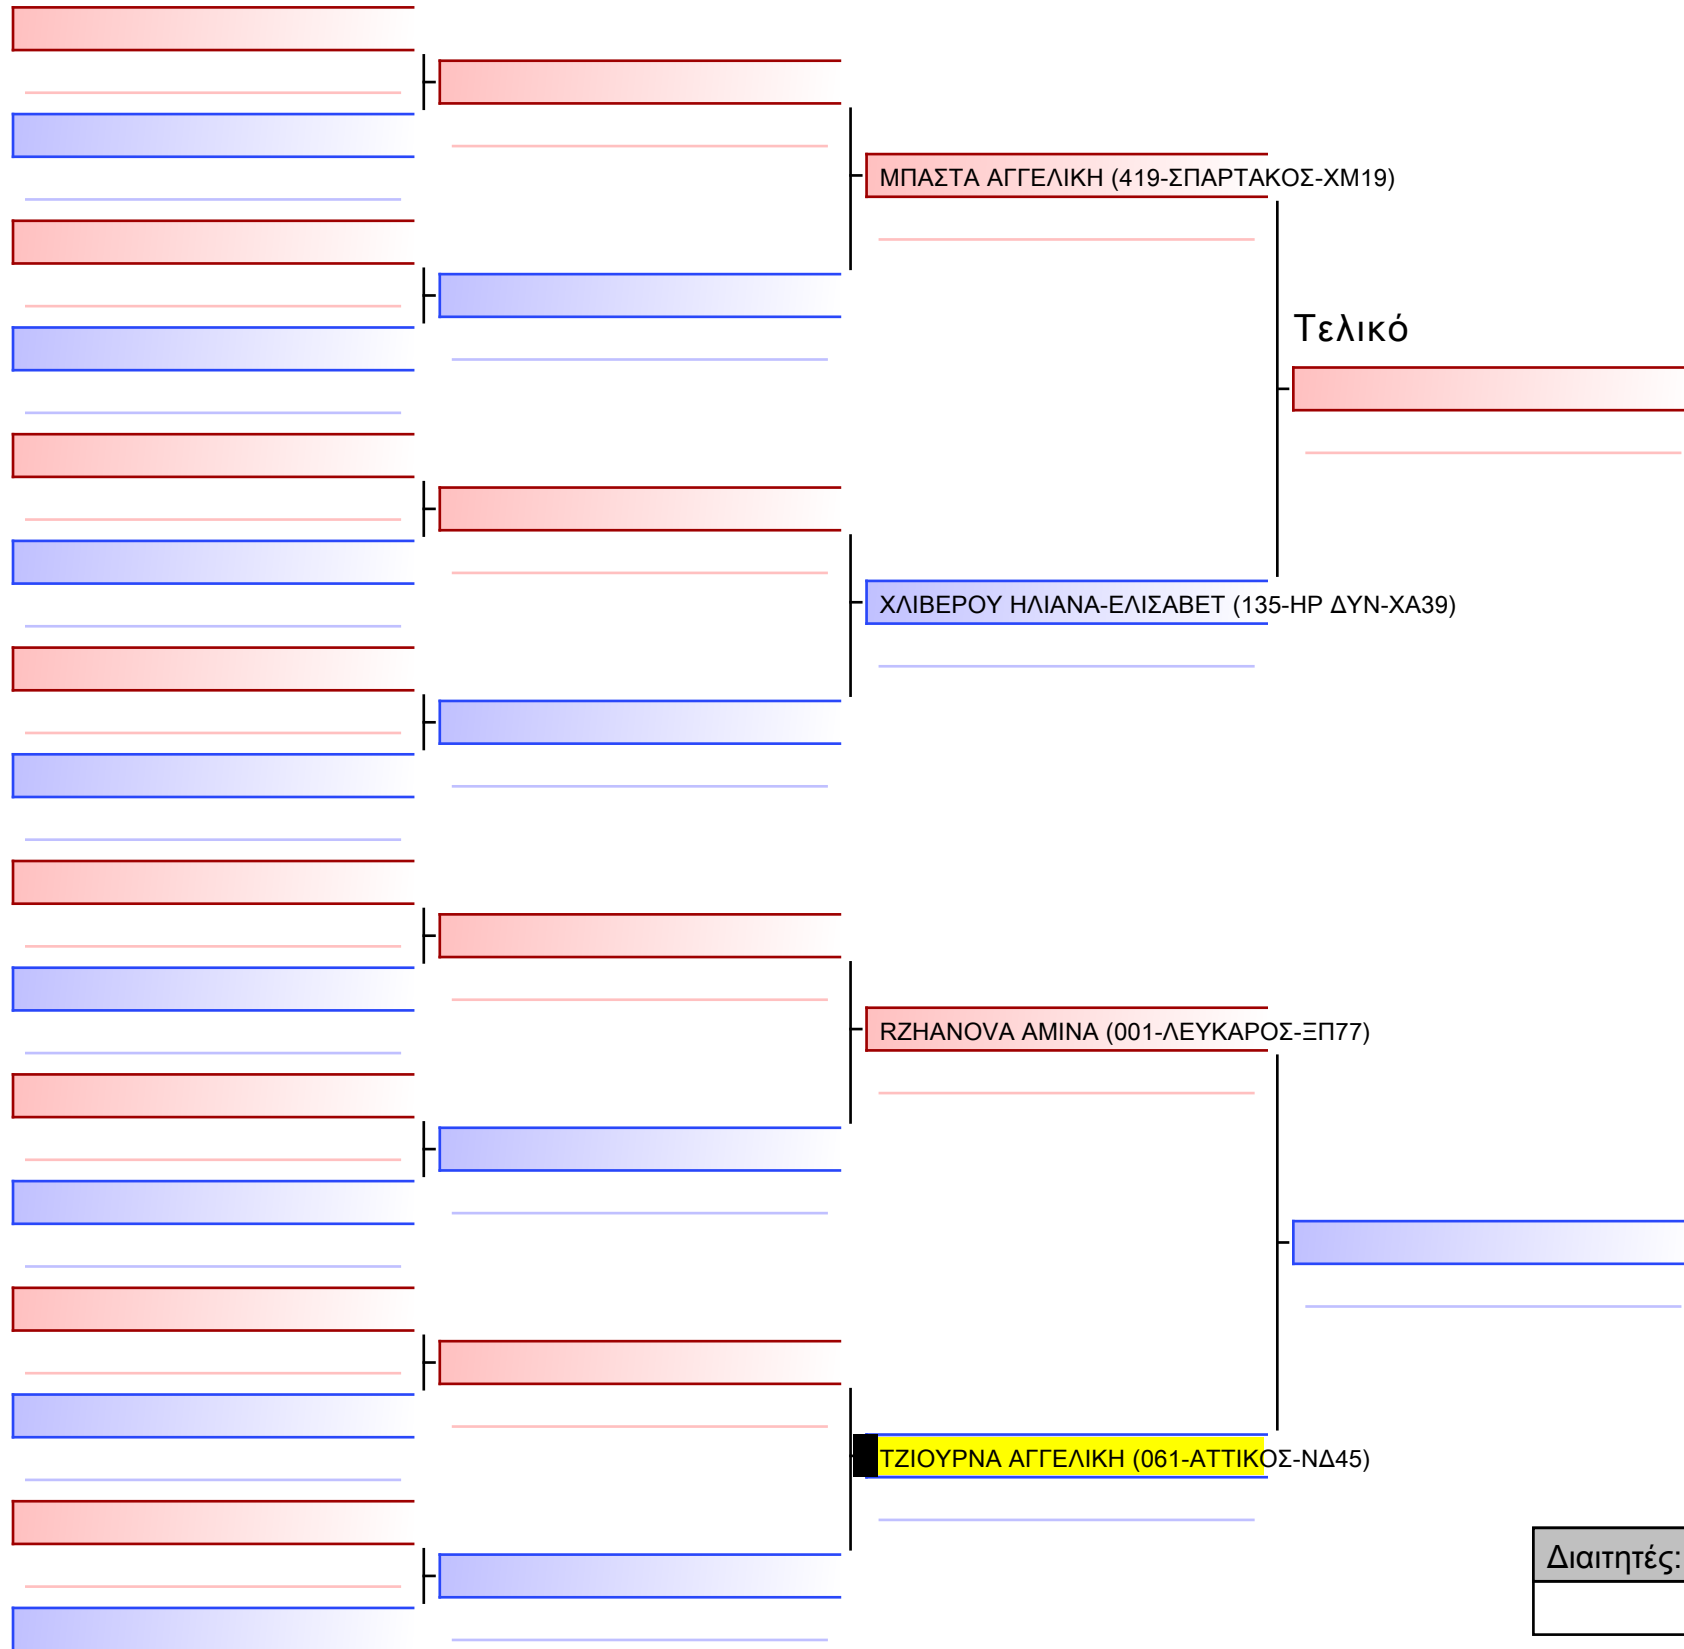 ΜΠΑΣΤΑ ΑΓΓΕΛΙΚΗ (419-ΣΠΑΡΤΑΚΟΣ-ΧΜ19)
Τελικό
ΧΛΙΒΕΡΟΥ ΗΛΙΑΝΑ-ΕΛΙΣΑΒΕΤ (135-ΗΡ ΔΥΝ-ΧΑ39)
RZHANOVA AMINA (001-ΛΕΥΚΑΡΟΣ-ΞΠ77)
ΤΖΙΟΥΡΝΑ ΑΓΓΕΛΙΚΗ (061-ΑΤΤΙΚΟΣ-ΝΔ45)
Διαιτητές: